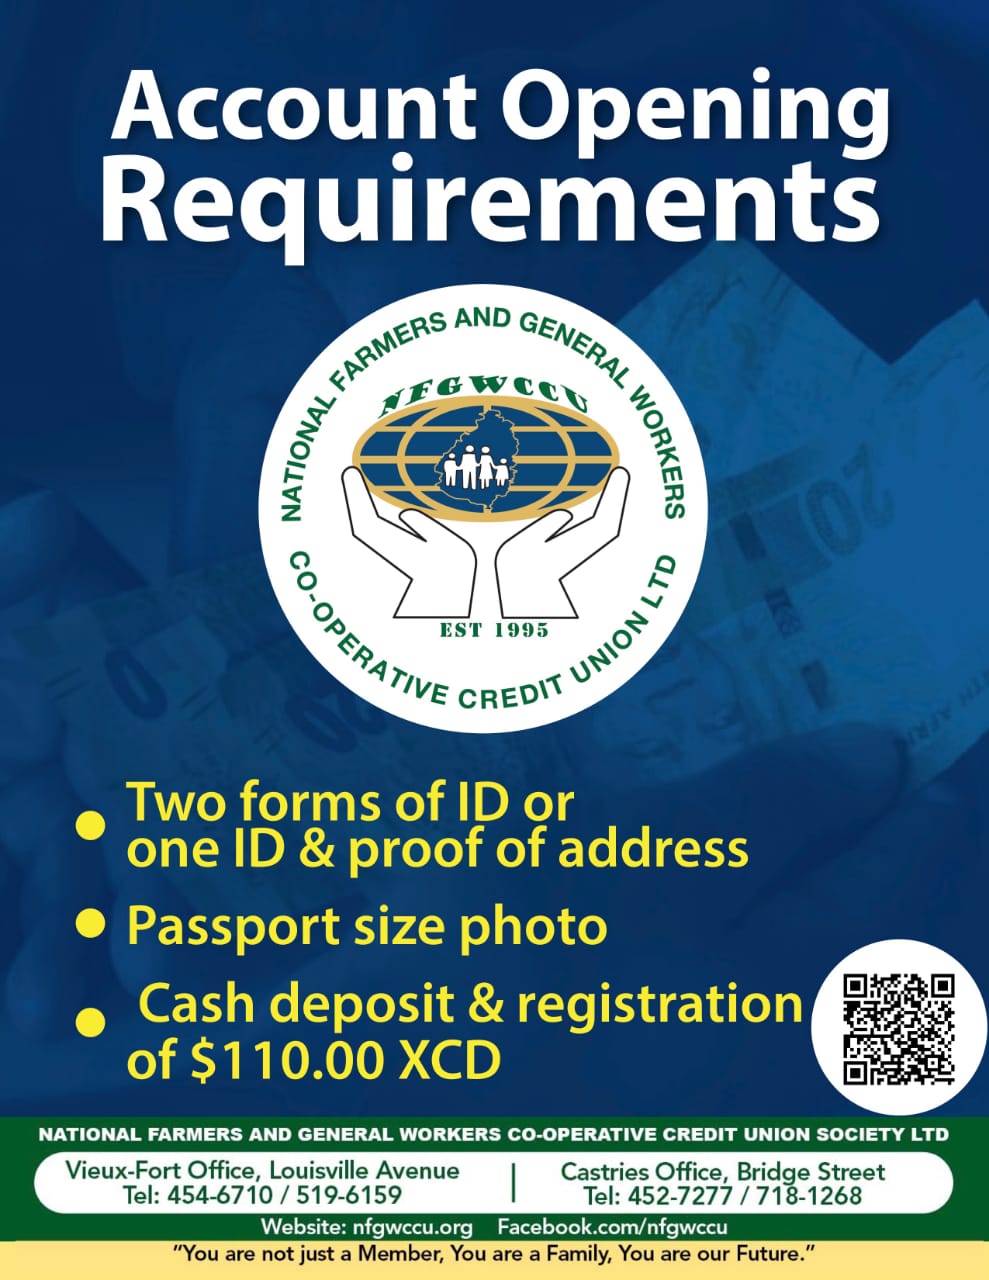 Account Opening
Requirements
NATIONAL FARMERS AND GENERAL WORKERS
NFGWCCU
EST 1995
CO-OPERATIVE CREDIT UNION LTD
Two forms of ID or
one ID & proof of address
Passport size photo
Cash deposit & registration
of $110.00 XCD
NATIONAL FARMERS AND GENERAL WORKERS CO-OPERATIVE CREDIT UNION SOCIETY LTD
Vieux-Fort Office, Louisville Avenue
Tel: 454-6710 / 519-6159
Castries Office, Bridge Street
Tel: 452-7277 / 718-1268
Website: nfgwccu.org Facebook.com/nfgwccu
"You are not just a Member, You are a Family, You are our Future."